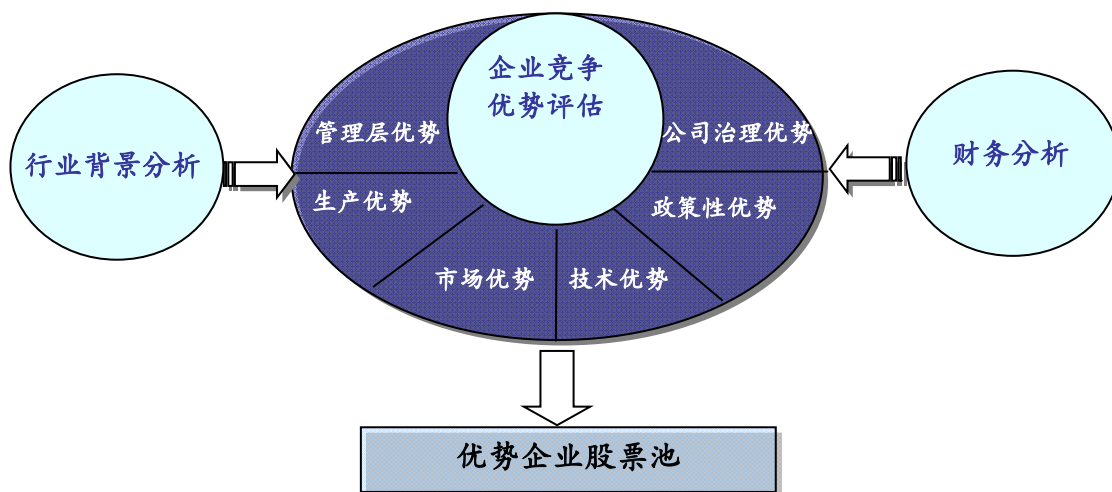 企业竞争
优势评估
管理层优势
公司治理优势
行业背景分析
财务分析
生产优势
政策性优势
市场优势
技术优势
优势企业股票池